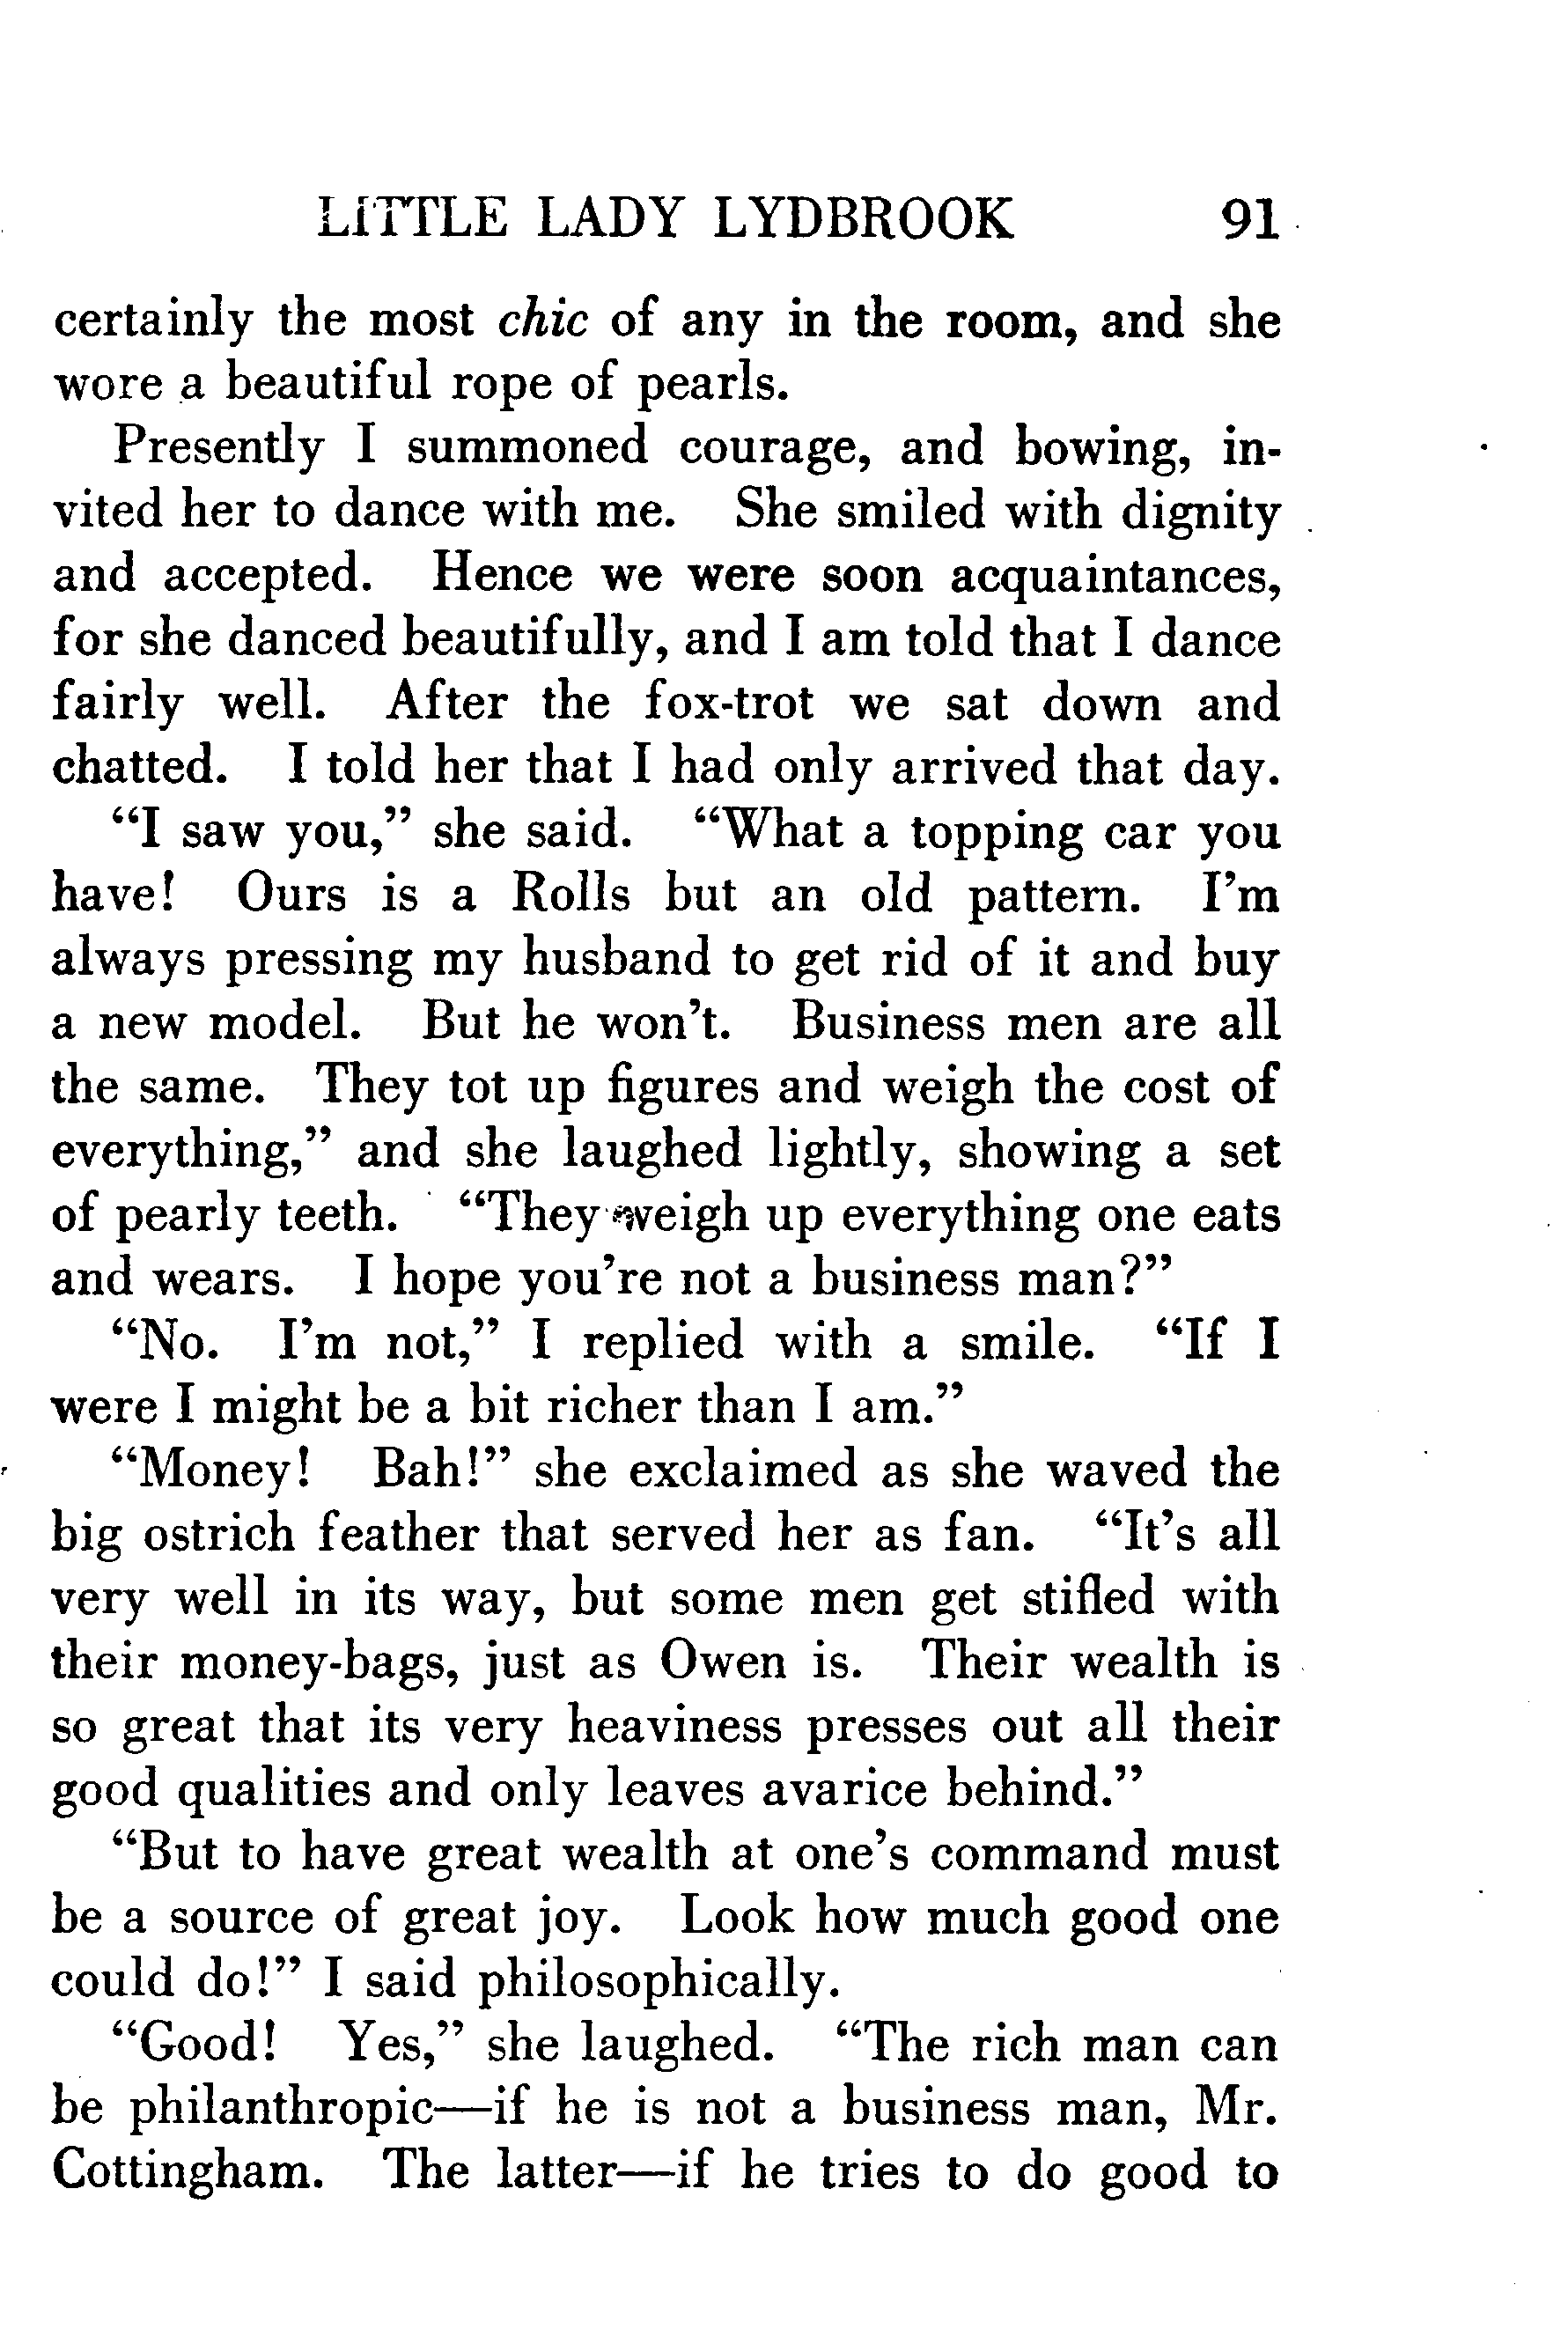 LITTLE LADY LYDBROOK 91
certainly the most chic of any in the room, and she
wore a beautiful rope of pearls.
Presently I summoned courage, and bowing, in-
vited her to dance with me. She smiled with dignity
and accepted. Hence we were soon acquaintances,
for she danced beautifully, and I am told that I dance
fairly well. After the fox-trot we sat down and
chatted. I told her that I had only arrived that day.
“I saw you,” she said. “What a topping car you
have! Ours is a Rolls but an old pattern. I’m
always pressing my husband to get rid of it and buy
a new model. But he won’t. Business men are all
the same. They tot up figures and weigh the cost of
everything,” and she laughed lightly, showing a set
of pearly teeth. “They weigh up everything one eats
and wears. I hope you’re not a business man?”
“No. I’m not,” I replied with a smile. “If I
were I might be a bit richer than I am.”
“Money! Bah!” she exclaimed as she waved the
big ostrich feather that served her as fan. “It’s all
very well in its way, but some men get stifled with
their money-bags, just as Owen is. Their wealth is
so great that its very heaviness presses out all their
good qualities and only leaves avarice behind.”
“But to have great wealth at one’s command must
be a source of great joy. Look how much good one
could do!” I said philosophically.
“Good! Yes,” she laughed. “The rich man can
be philanthropic—if he is not a business man, Mr.
Cottingham. The latter—if he tries to do good to